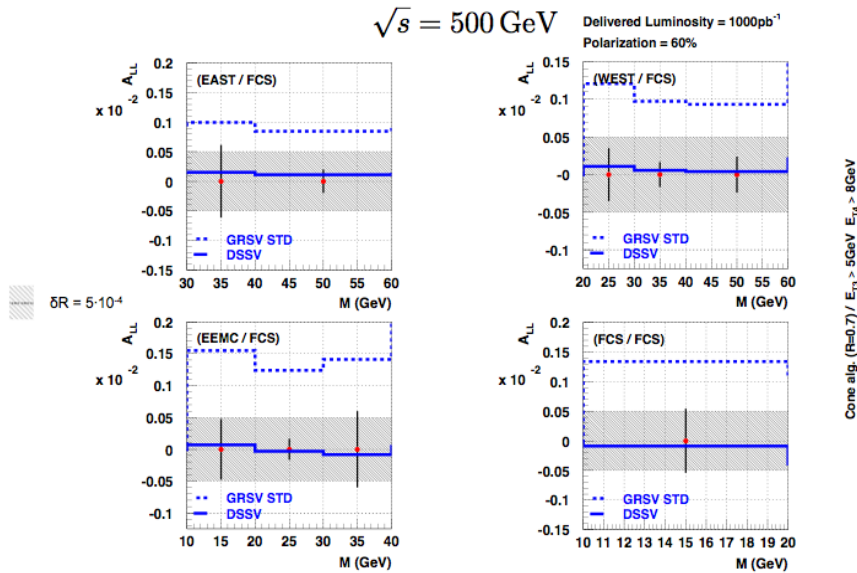 √s = 500 GeV
Delivered Luminosity = 1000pb⁻¹
Polarization = 60%
A_LL
x 10⁻²
(EAST / FCS)
0.2
0.15
0.1
0.05
0
-0.05
-0.1
-0.15
GRSV STD
DSSV
30 35 40 45 50 55 60
M (GeV)
A_LL
x 10⁻²
(WEST / FCS)
0.15
0.1
0.05
-0
-0.05
-0.1
GRSV STD
DSSV
20 25 30 35 40 45 50 55 60
M (GeV)
δR = 5·10⁻⁴
A_LL
x 10⁻²
(EEMC / FCS)
0.2
0.15
0.1
0.05
0
-0.05
-0.1
GRSV STD
DSSV
10 15 20 25 30 35 40
M (GeV)
A_LL
x 10⁻²
(FCS / FCS)
0.2
0.15
0.1
0.05
0
-0.05
-0.1
-0.15
GRSV STD
DSSV
10 11 12 13 14 15 16 17 18 19 20
M (GeV)
Cone alg. (R=0.7) / E_T3 > 5GeV E_T4 > 8GeV